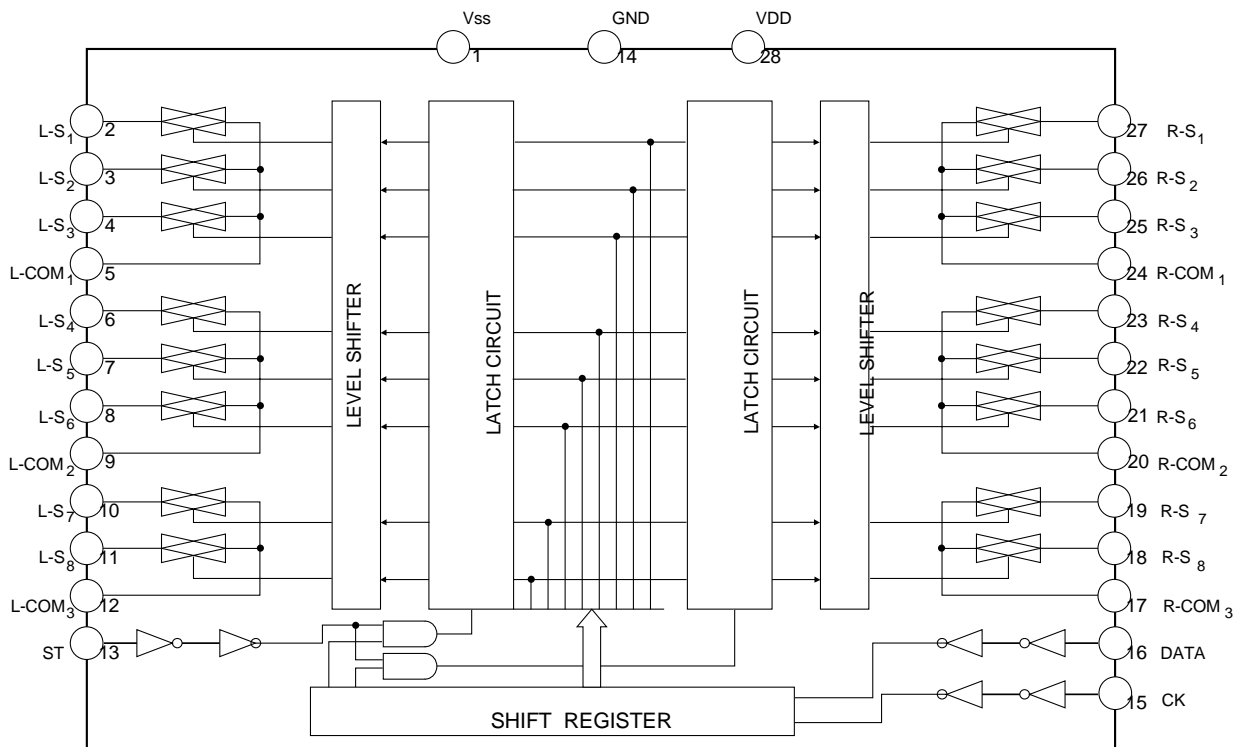 Vss GND VDD
1 14 28
L-S1 2 27 R-S1
L-S2 3 26 R-S2
L-S3 4 25 R-S3
L-COM1 5 24 R-COM1
L-S4 6 23 R-S4
L-S5 7 22 R-S5
L-S6 8 21 R-S6
L-COM2 9 20 R-COM2
L-S7 10 19 R-S7
L-S8 11 18 R-S8
L-COM3 12 17 R-COM3
ST 13 16 DATA
15 CK
LEVEL SHIFTER
LATCH CIRCUIT
LATCH CIRCUIT
LEVEL SHIFTER
SHIFT REGISTER